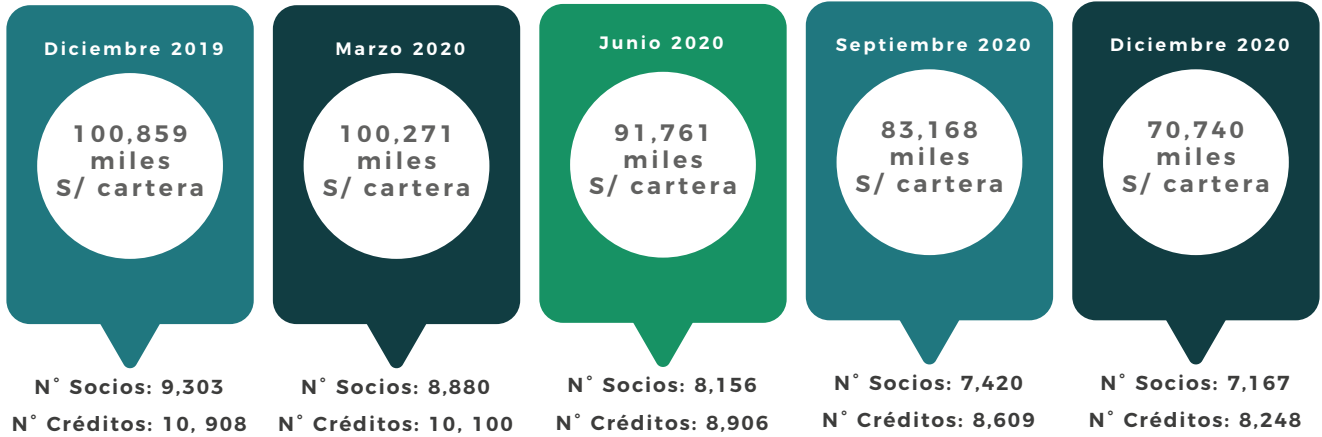 Diciembre 2019
100,859
miles
S/ cartera
N° Socios: 9,303
N° Créditos: 10, 908
Marzo 2020
100,271
miles
S/ cartera
N° Socios: 8,880
N° Créditos: 10, 100
Junio 2020
91,761
miles
S/ cartera
N° Socios: 8,156
N° Créditos: 8,906
Septiembre 2020
83,168
miles
S/ cartera
N° Socios: 7,420
N° Créditos: 8,609
Diciembre 2020
70,740
miles
S/ cartera
N° Socios: 7,167
N° Créditos: 8,248